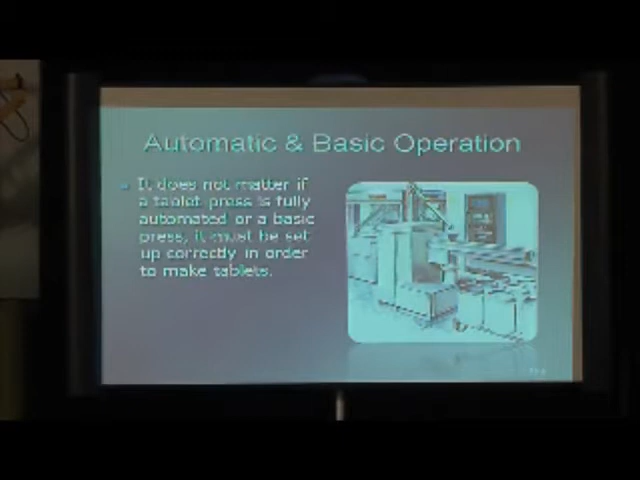 Automatic & Basic Operation
It does not matter if
a tablet press is fully
automated or a basic
press, it must be set
up correctly in order
to make tablets.